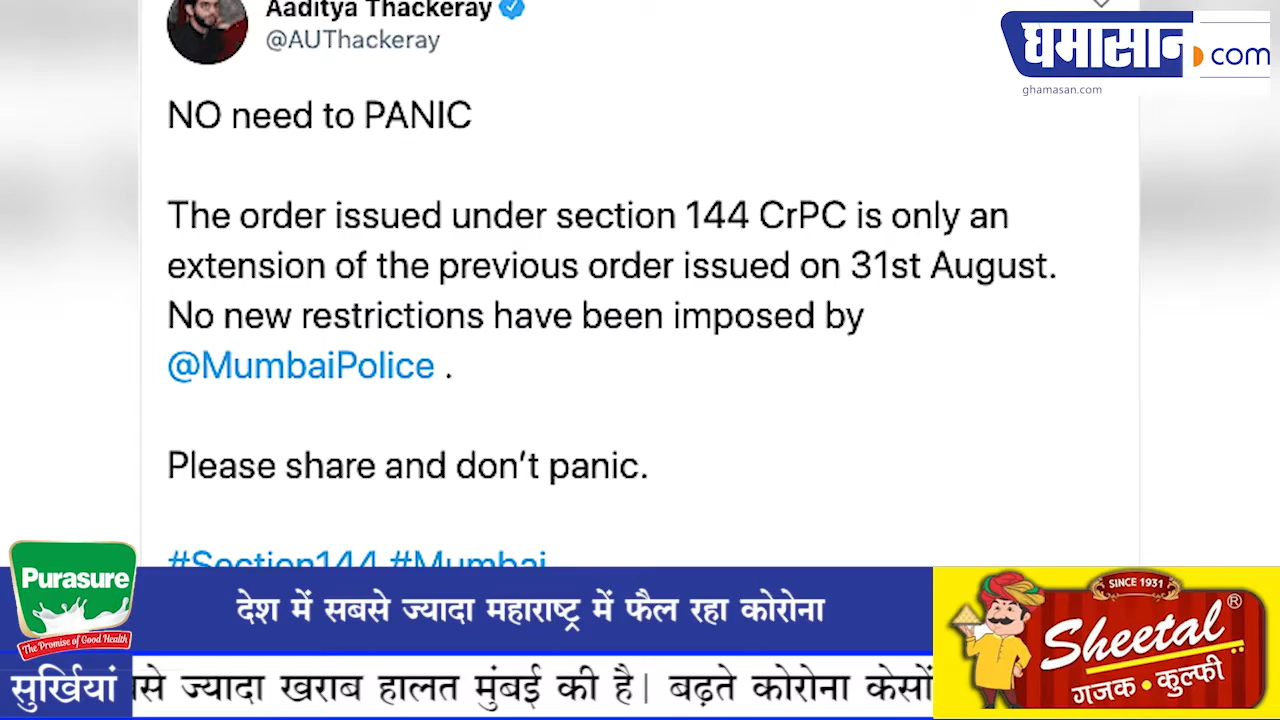 Aaditya Thackeray
@AUThackeray
घमासान.com
ghamasan.com
NO need to PANIC
The order issued under section 144 CrPC is only an
extension of the previous order issued on 31st August.
No new restrictions have been imposed by
@MumbaiPolice .
Please share and don't panic.
#Section144 #Mumbai
Purasure
The Promise of Good Health
देश में सबसे ज्यादा महाराष्ट्र में फैल रहा कोरोना
SINCE 1931
Sheetal®
गजक • कुल्फी
सुर्खियां
ज्यादा खराब हालत मुंबई की है| बढ़ते कोरोना केसों